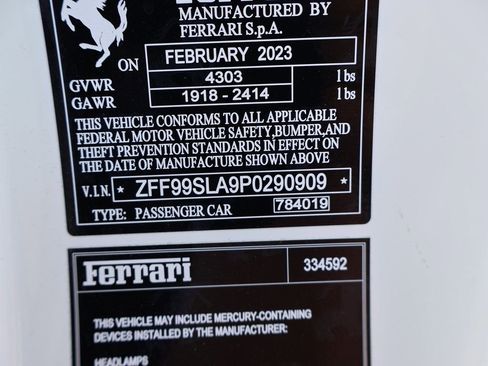 MANUFACTURED BY
FERRARI S.p.A.
ON FEBRUARY 2023
GVWR 4303 lbs
GAWR 1918 - 2414 lbs
THIS VEHICLE CONFORMS TO ALL APPLICABLE
FEDERAL MOTOR VEHICLE SAFETY,BUMPER,AND
THEFT PREVENTION STANDARDS IN EFFECT ON
THE DATE OF MANUFACTURE SHOWN ABOVE
V.I.N. * ZFF99SLA9P0290909 *
TYPE: PASSENGER CAR 784019
Ferrari 334592
THIS VEHICLE MAY INCLUDE MERCURY-CONTAINING
DEVICES INSTALLED BY THE MANUFACTURER:
HEADLAMPS